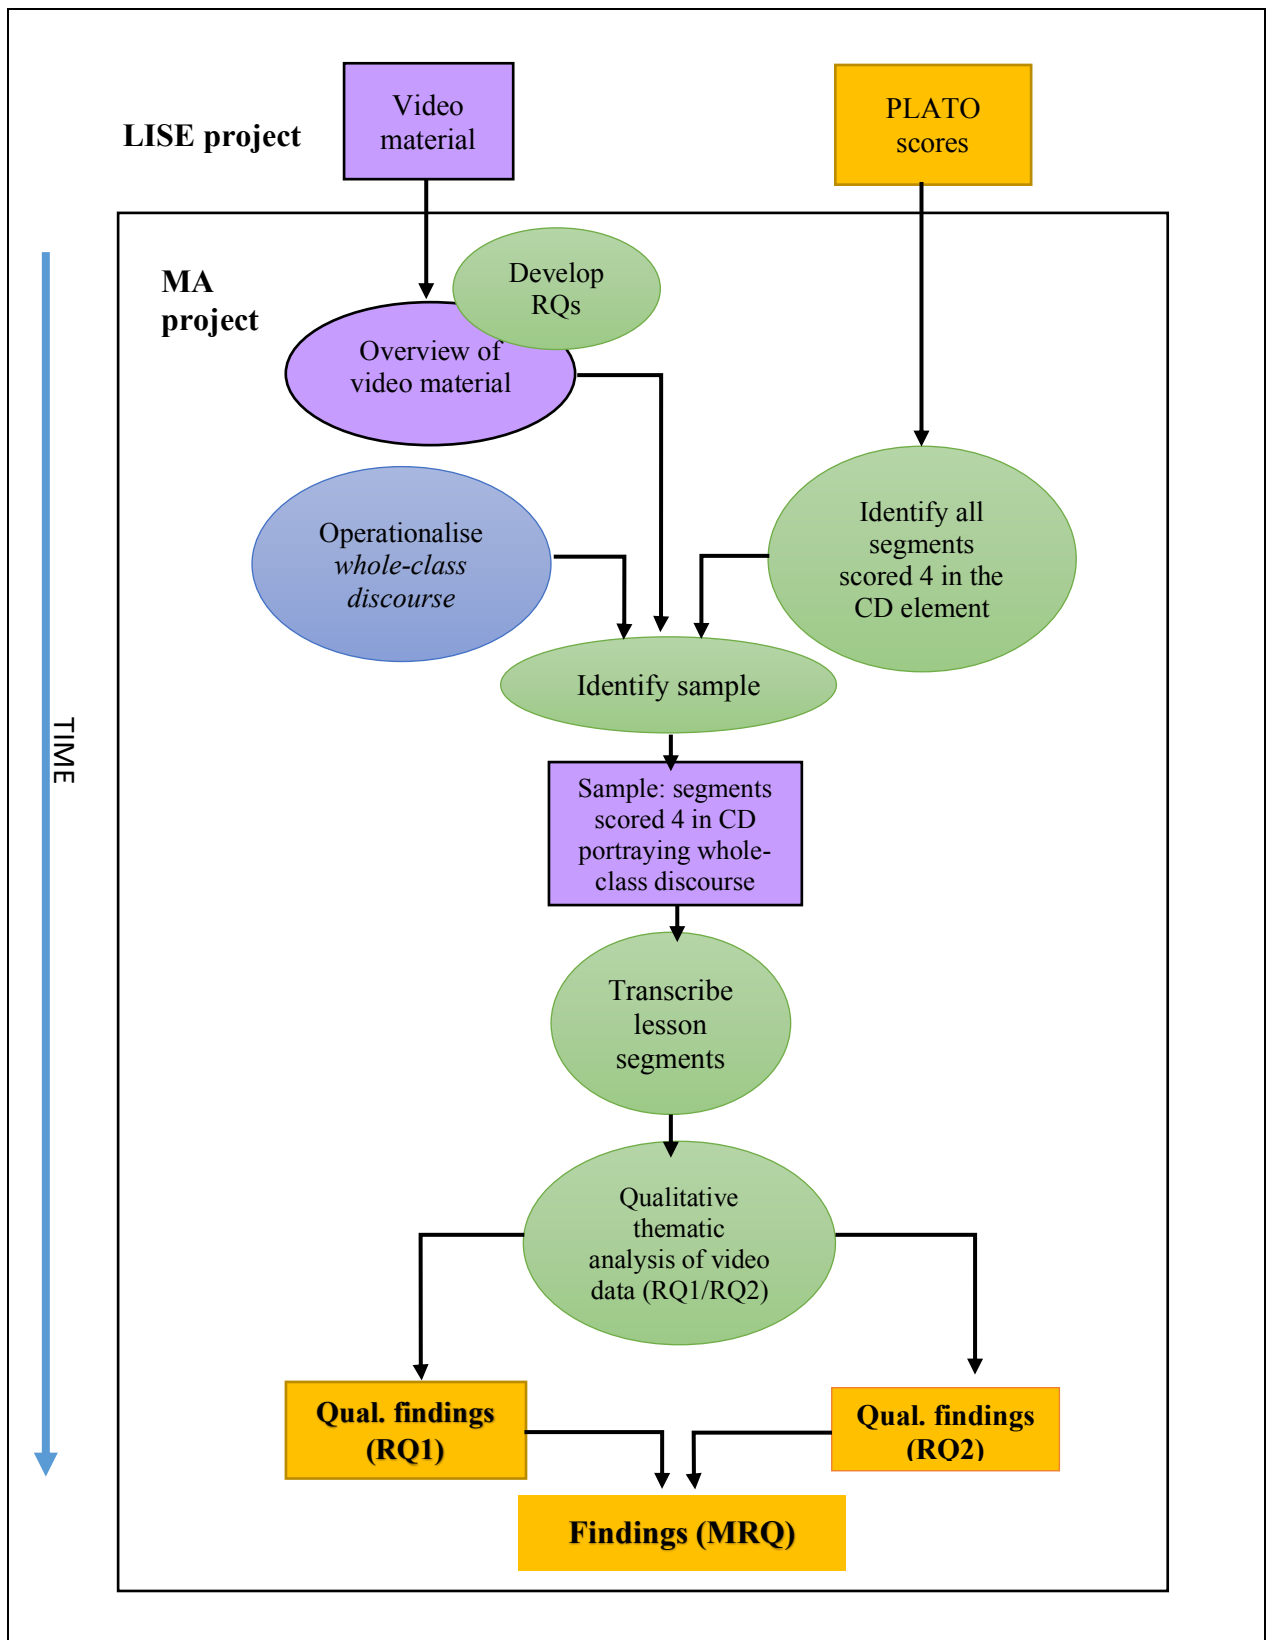 Video
material
PLATO
scores
LISE project
MA
project
Develop
RQs
Overview of
video material
Operationalise
whole-class
discourse
Identify all
segments
scored 4 in the
CD element
Identify sample
TIME
Sample: segments
scored 4 in CD
portraying whole-
class discourse
Transcribe
lesson
segments
Qualitative
thematic
analysis of video
data (RQ1/RQ2)
Qual. findings
(RQ1)
Qual. findings
(RQ2)
Findings (MRQ)